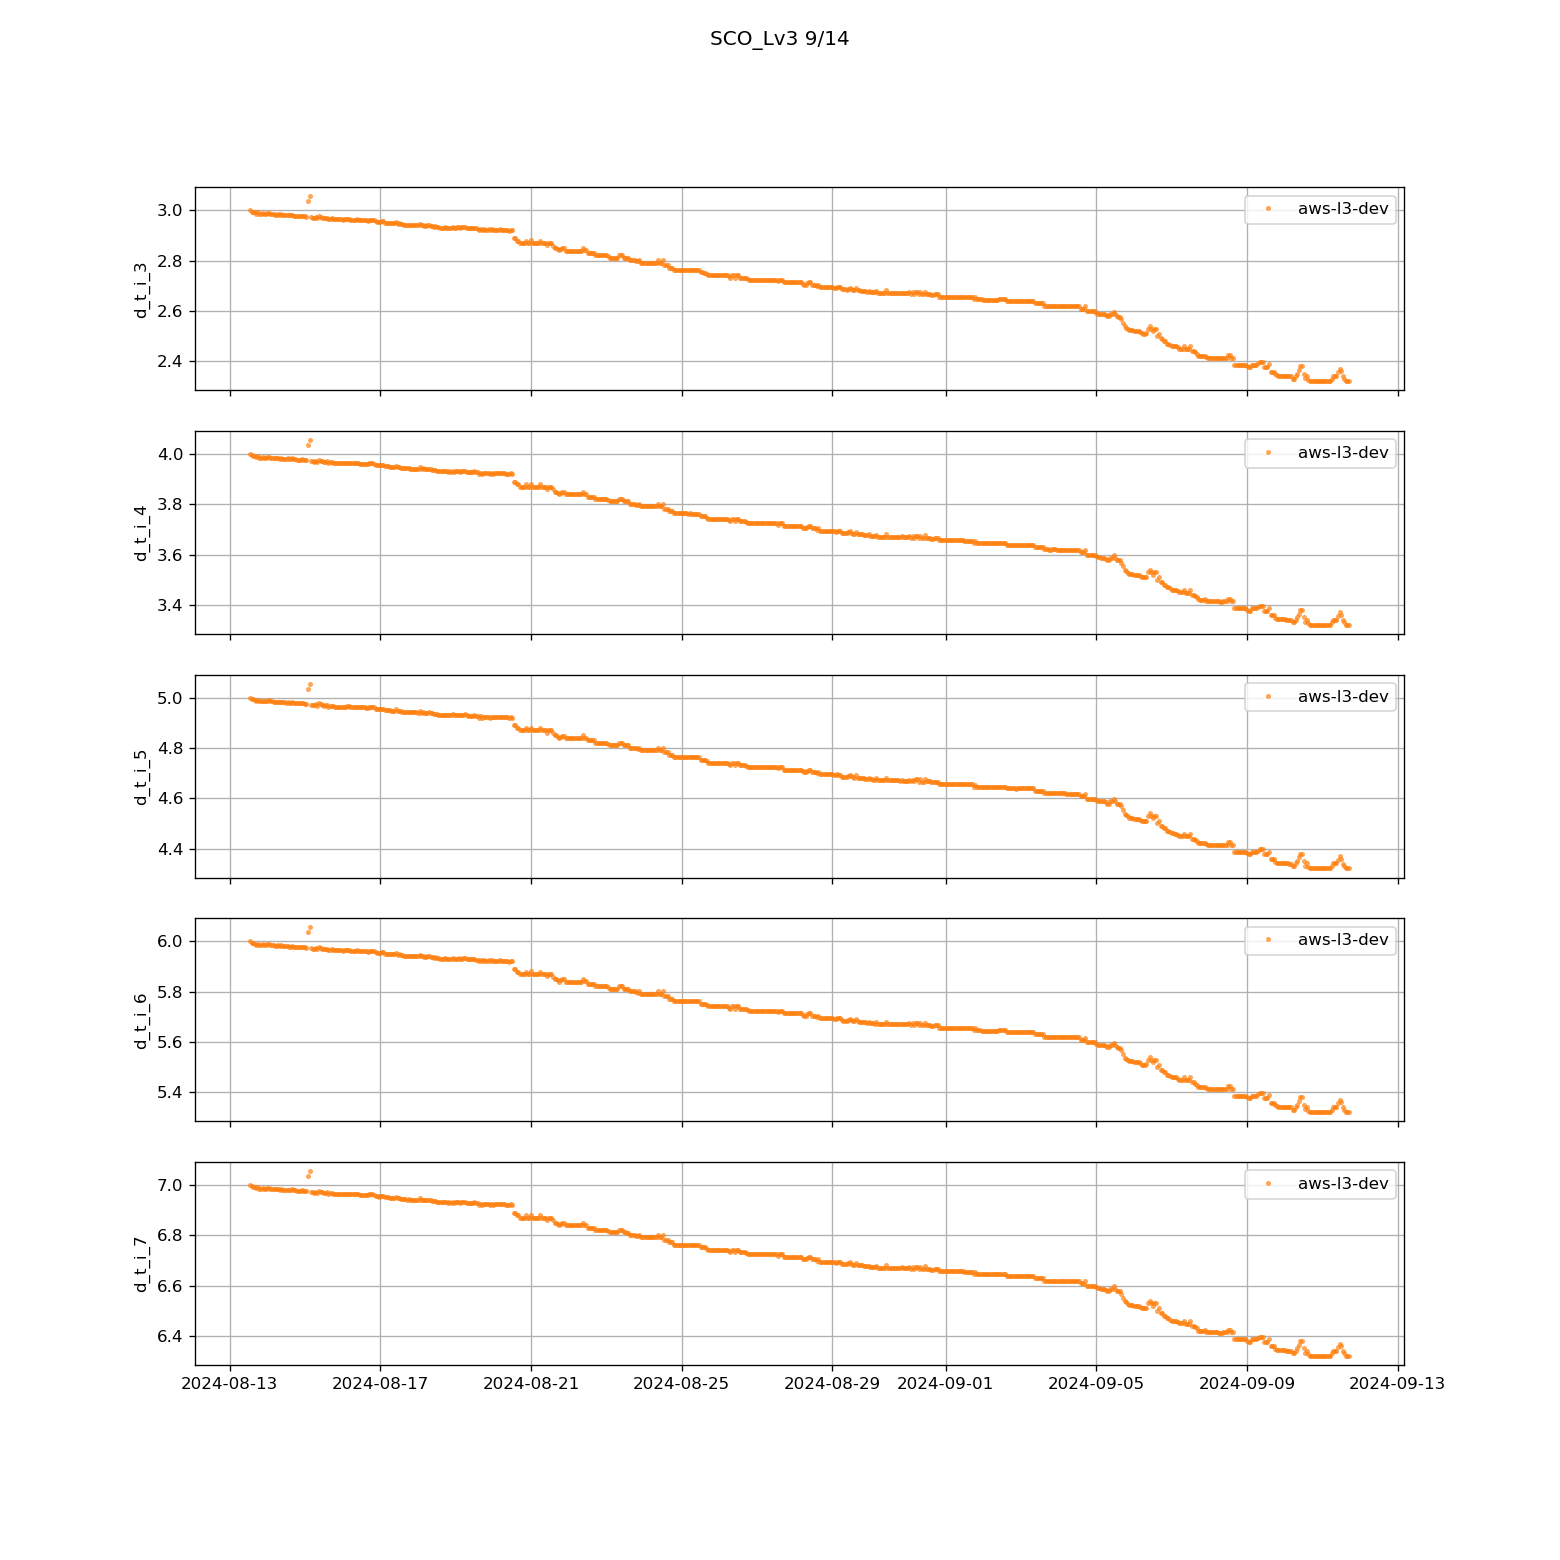 SCO_Lv3 9/14
3.0
2.8
2.6
2.4
d_t_i_3
aws-l3-dev
4.0
3.8
3.6
3.4
d_t_i_4
aws-l3-dev
5.0
4.8
4.6
4.4
d_t_i_5
aws-l3-dev
6.0
5.8
5.6
5.4
d_t_i_6
aws-l3-dev
7.0
6.8
6.6
6.4
d_t_i_7
aws-l3-dev
2024-08-13 2024-08-17 2024-08-21 2024-08-25 2024-08-29 2024-09-01 2024-09-05 2024-09-09 2024-09-13